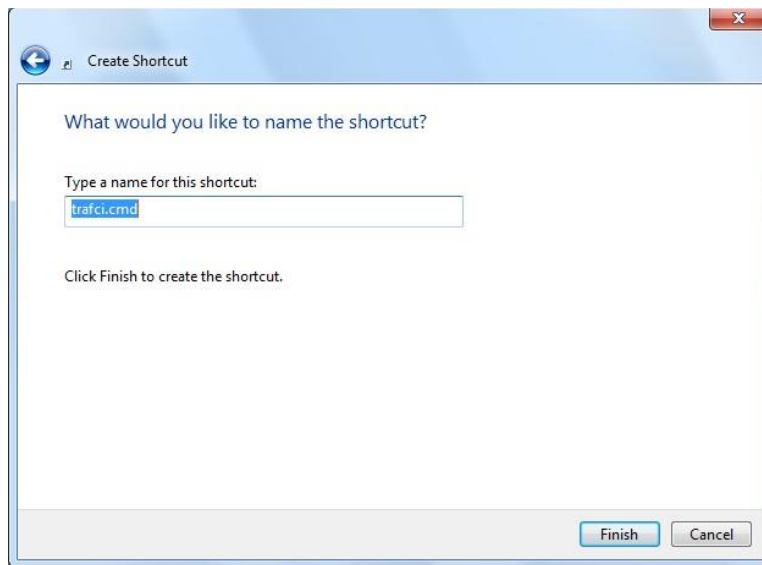 Create Shortcut
What would you like to name the shortcut?
Type a name for this shortcut:
trafci.cmd
Click Finish to create the shortcut.
Finish Cancel